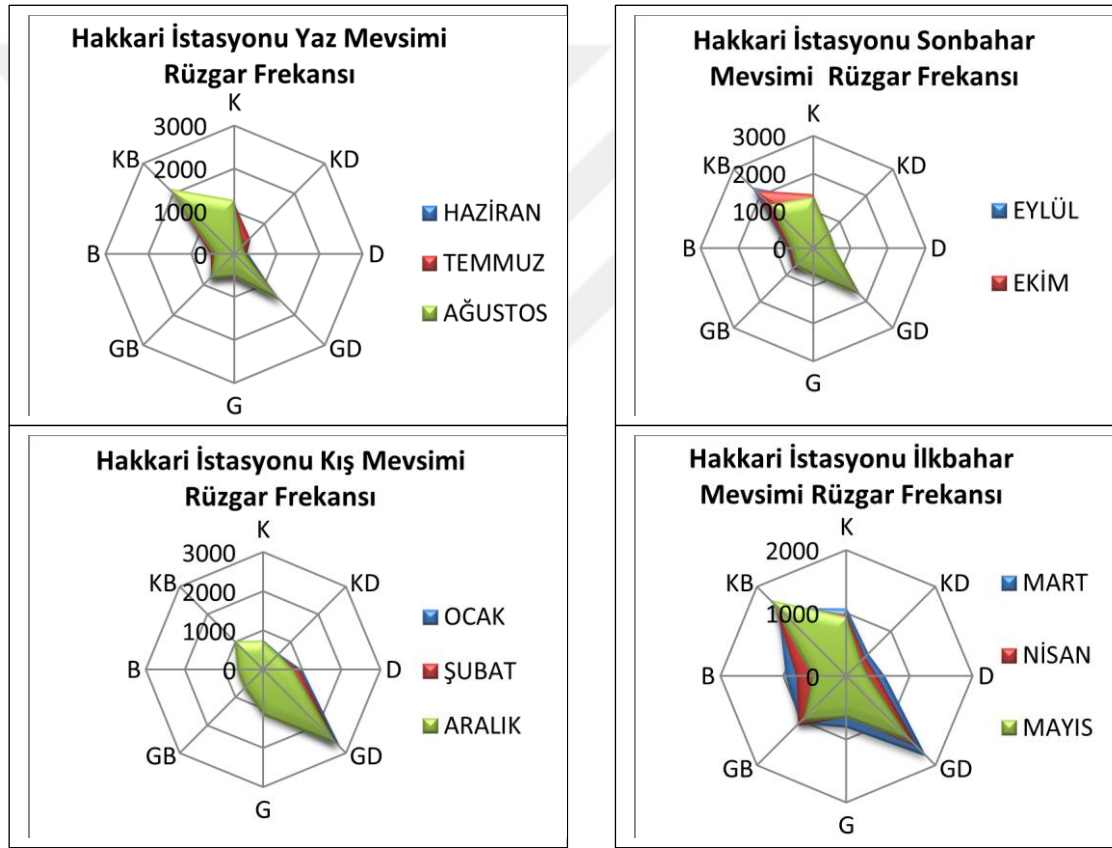 Hakkari İstasyonu Yaz Mevsimi
Rüzgar Frekansı
K
3000
KB
KD
2000
1000
HAZİRAN
B
0
D
TEMMUZ
AĞUSTOS
GB
GD
G
Hakkari İstasyonu Sonbahar
Mevsimi Rüzgar Frekansı
K
3000
KB
KD
2000
1000
EYLÜL
B
0
D
EKİM
GB
GD
G
Hakkari İstasyonu Kış Mevsimi
Rüzgar Frekansı
K
3000
KB
KD
2000
1000
OCAK
B
0
D
ŞUBAT
ARALIK
GB
GD
G
Hakkari İstasyonu İlkbahar
Mevsimi Rüzgar Frekansı
K
2000
KB
KD
MART
1000
NİSAN
B
0
D
MAYIS
GB
GD
G